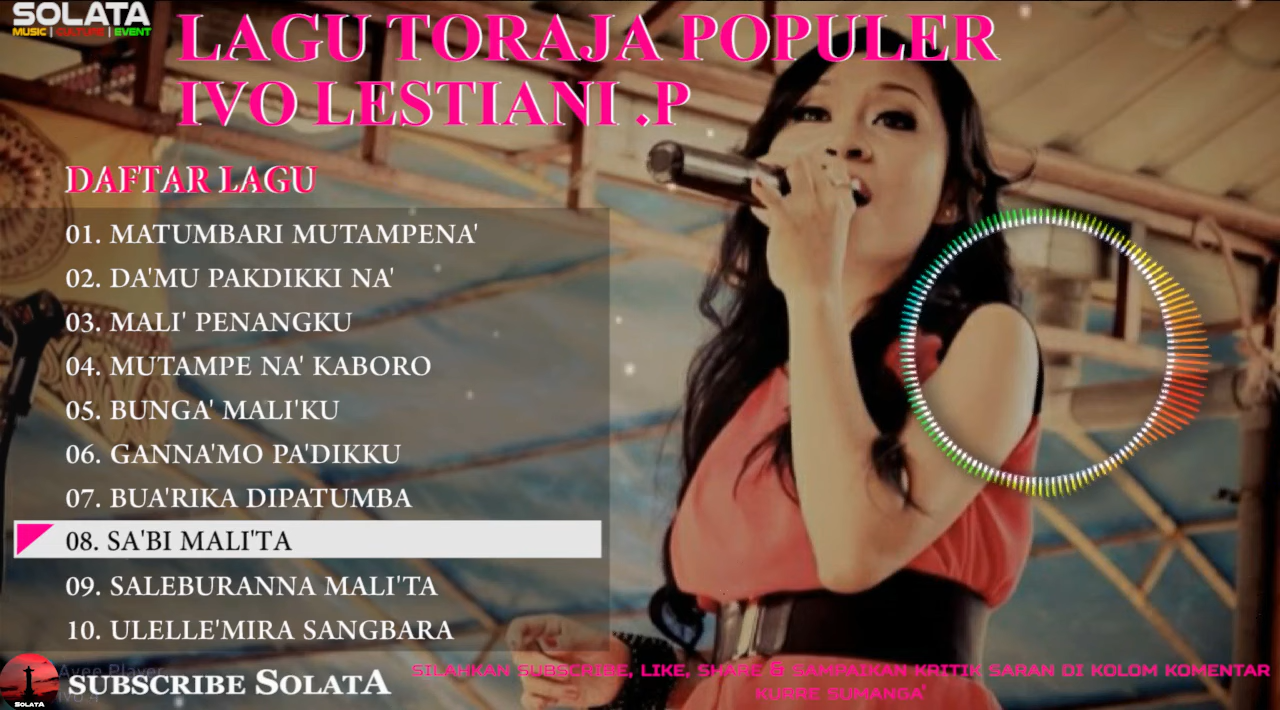 SOLATA
MUSIC | CULTURE | EVENT
LAGU TORAJA POPULER
IVO LESTIANI .P
DAFTAR LAGU
01. MATUMBARI MUTAMPENA'
02. DA'MU PAKDIKKI NA'
03. MALI' PENANGKU
04. MUTAMPE NA' KABORO
05. BUNGA' MALI'KU
06. GANNA'MO PA'DIKKU
07. BUA'RIKA DIPATUMBA
08. SA'BI MALI'TA
09. SALEBURANNA MALI'TA
10. ULELLE'MIRA SANGBARA
Avee Player
SUBSCRIBE SOLATA
SOLATA
SILAHKAN SUBSCRIBE, LIKE, SHARE & SAMPAIKAN KRITIK SARAN DI KOLOM KOMENTAR
KURRE SUMANGA'